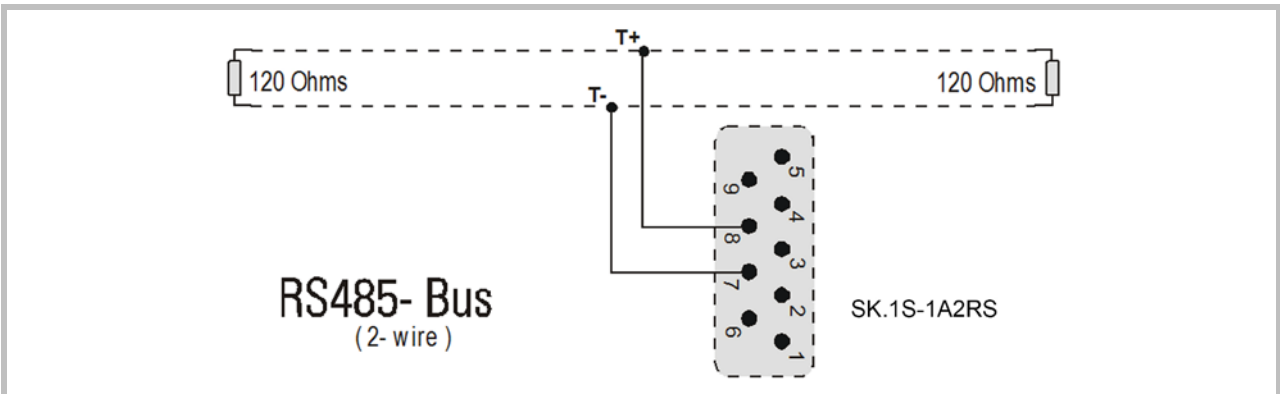 T+
120 Ohms
120 Ohms
T-
5
9
4
8
3
7
2
6
1
RS485- Bus
( 2- wire )
SK.1S-1A2RS